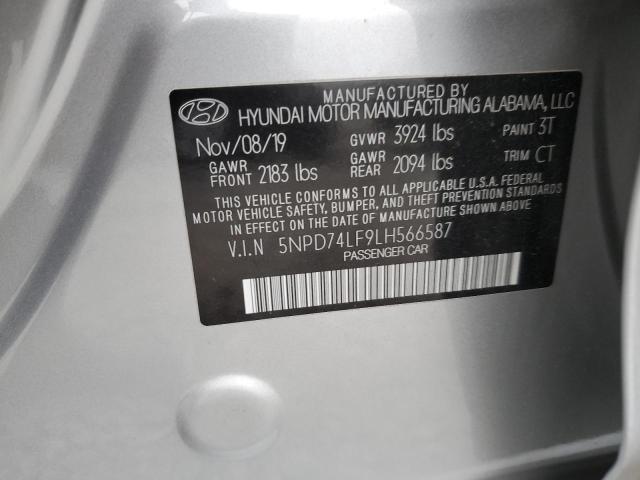 MANUFACTURED BY
HYUNDAI MOTOR MANUFACTURING ALABAMA, LLC
Nov/08/19 GVWR 3924 lbs PAINT 3T
GAWR FRONT 2183 lbs GAWR REAR 2094 lbs TRIM CT
THIS VEHICLE CONFORMS TO ALL APPLICABLE U.S.A. FEDERAL
MOTOR VEHICLE SAFETY, BUMPER, AND THEFT PREVENTION STANDARDS
IN EFFECT ON THE DATE OF MANUFACTURE SHOWN ABOVE.
V.I.N 5NPD74LF9LH566587
PASSENGER CAR